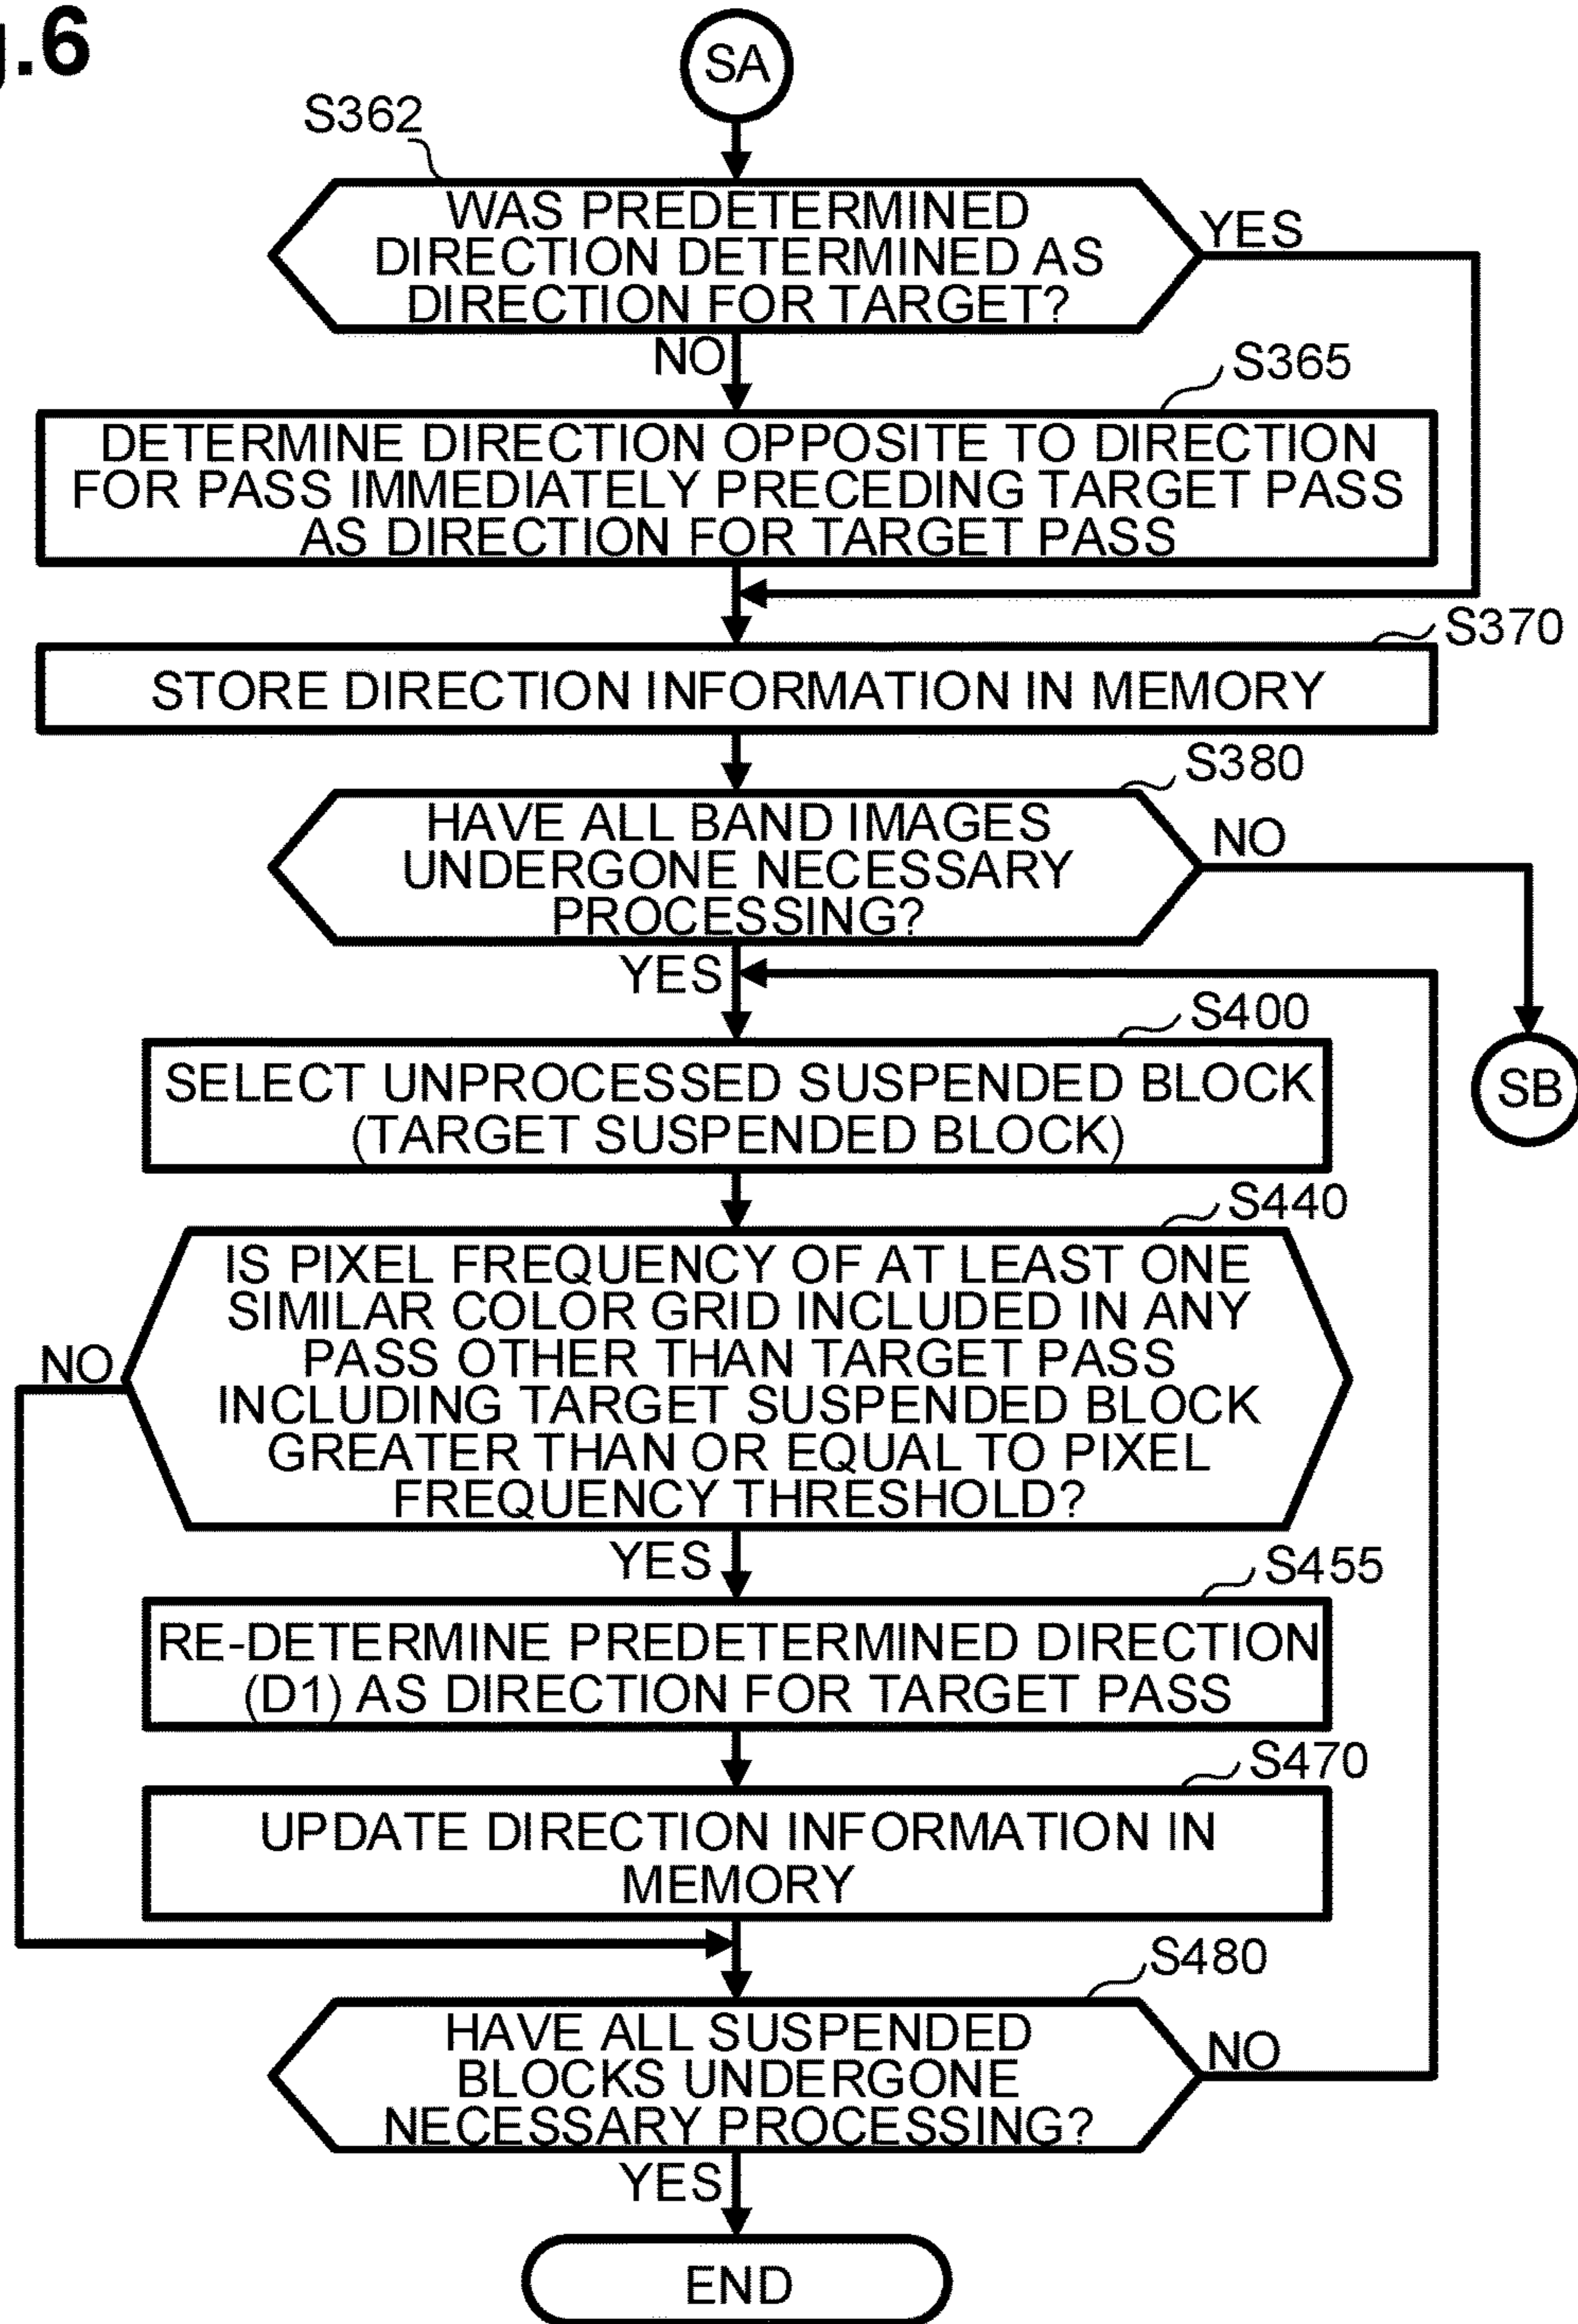 g.6
SA
S362
WAS PREDETERMINED
DIRECTION DETERMINED AS
DIRECTION FOR TARGET?
YES
NO
S365
DETERMINE DIRECTION OPPOSITE TO DIRECTION
FOR PASS IMMEDIATELY PRECEDING TARGET PASS
AS DIRECTION FOR TARGET PASS
S370
STORE DIRECTION INFORMATION IN MEMORY
S380
HAVE ALL BAND IMAGES
UNDERGONE NECESSARY
PROCESSING?
NO
YES
SB
S400
SELECT UNPROCESSED SUSPENDED BLOCK
(TARGET SUSPENDED BLOCK)
S440
IS PIXEL FREQUENCY OF AT LEAST ONE
SIMILAR COLOR GRID INCLUDED IN ANY
PASS OTHER THAN TARGET PASS
INCLUDING TARGET SUSPENDED BLOCK
GREATER THAN OR EQUAL TO PIXEL
FREQUENCY THRESHOLD?
NO
YES
S455
RE-DETERMINE PREDETERMINED DIRECTION
(D1) AS DIRECTION FOR TARGET PASS
S470
UPDATE DIRECTION INFORMATION IN
MEMORY
S480
HAVE ALL SUSPENDED
BLOCKS UNDERGONE
NECESSARY PROCESSING?
NO
YES
END